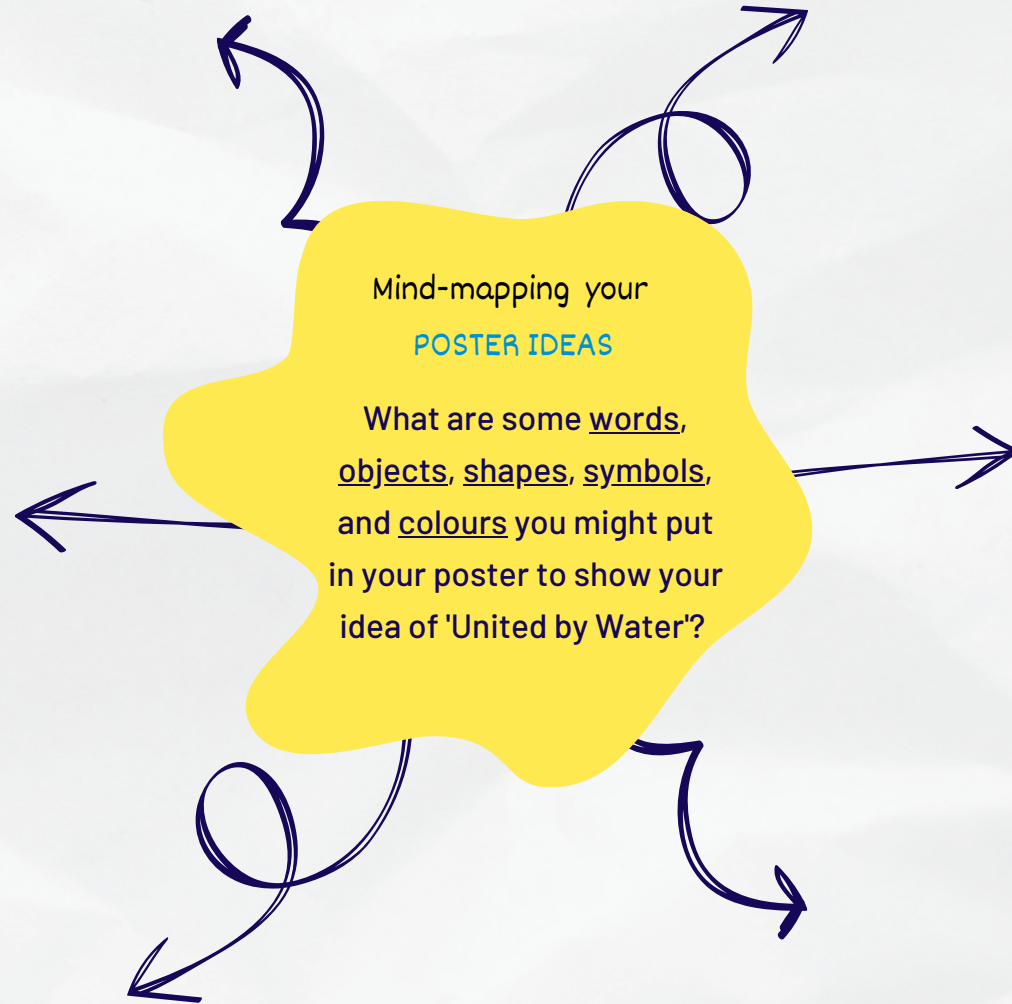 Mind-mapping your
POSTER IDEAS
What are some words,
objects, shapes, symbols,
and colours you might put
in your poster to show your
idea of 'United by Water'?